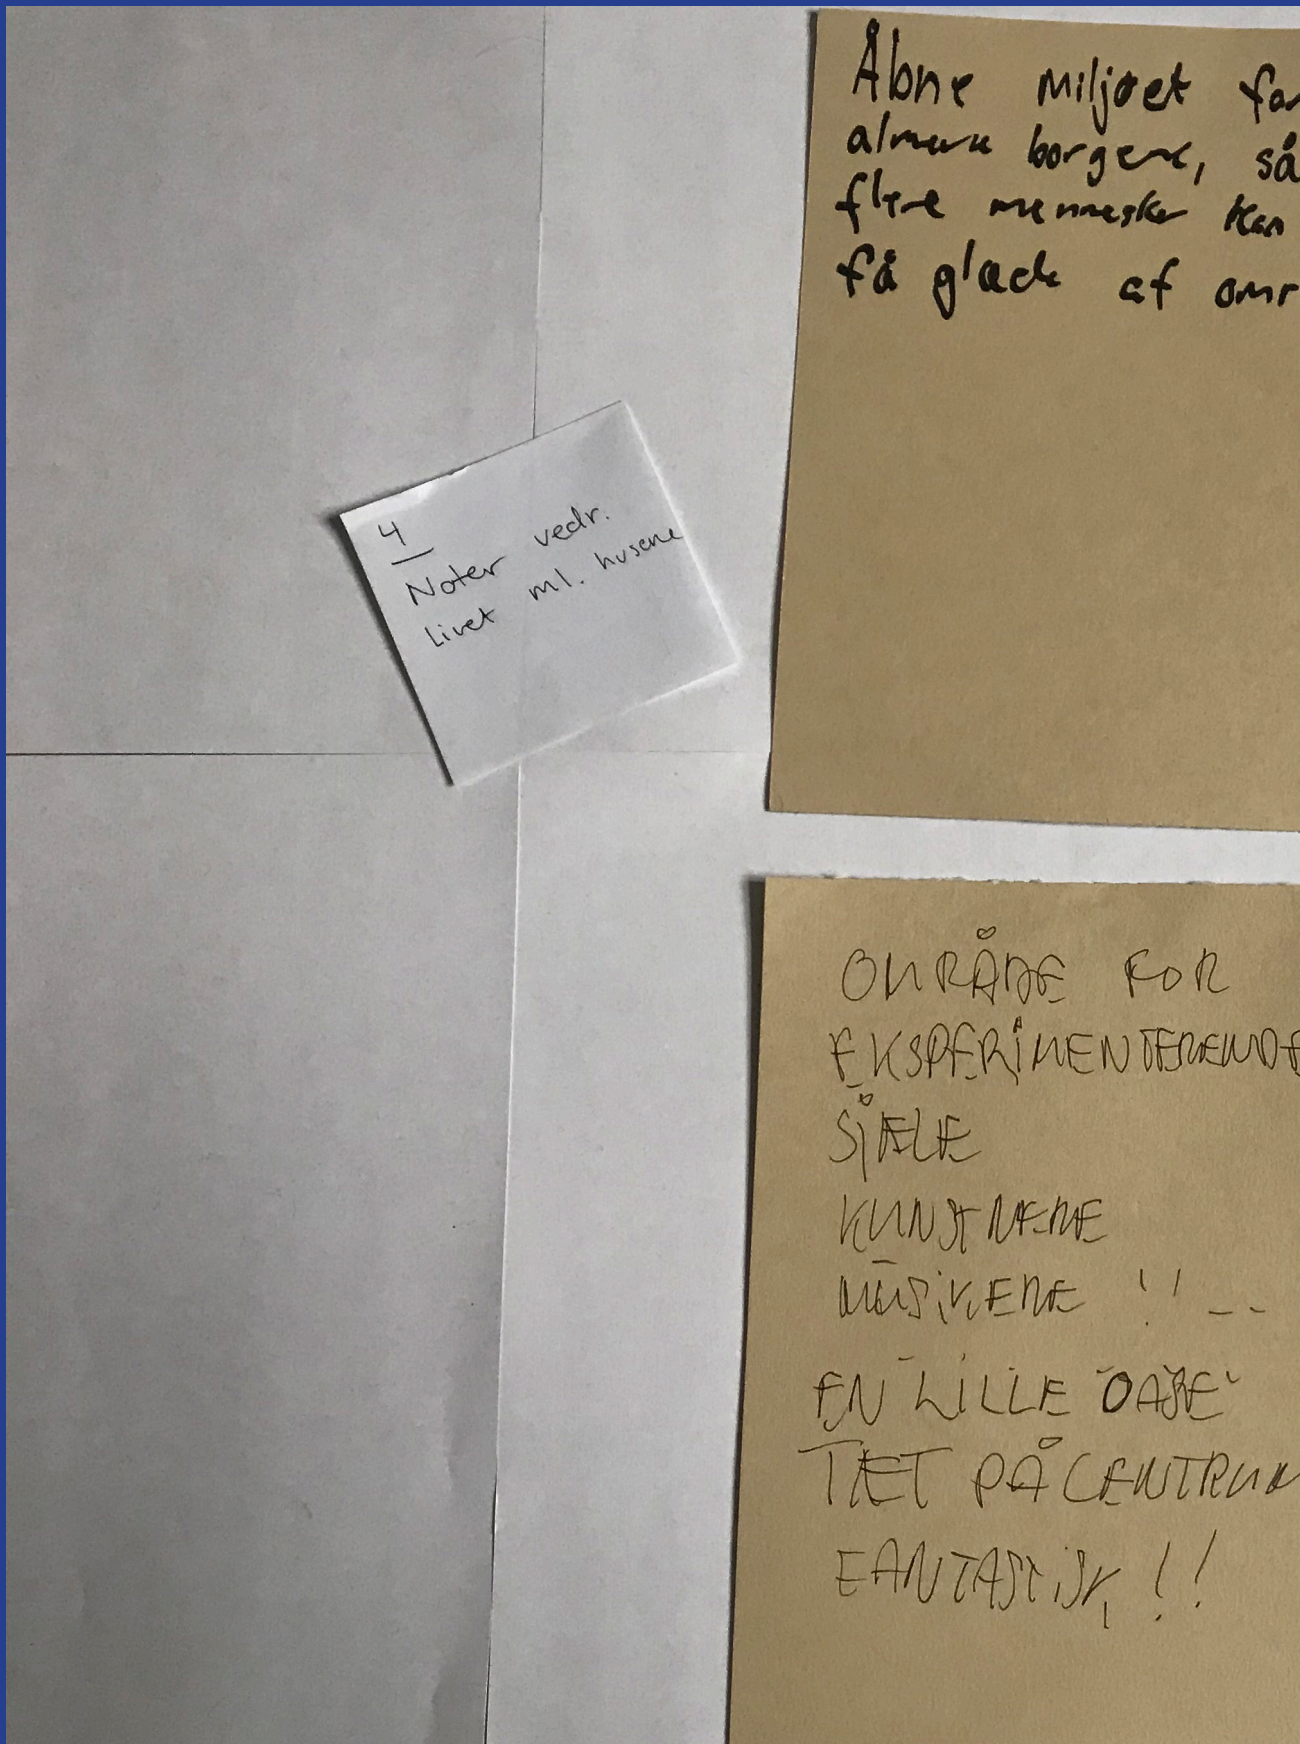 Åbne miljøet for
almene borgere, så
flere mennesker kan
få glæde af omr
4
Noter vedr.
Livet ml. husene
OMRÅDE FOR
EKSPERIMENTERENDE
SJÆLE
KUNSTNERE
MUSIKERE !! --
EN LILLE "OASE"
TÆT PÅ CENTRUM
FANTASTISK!!